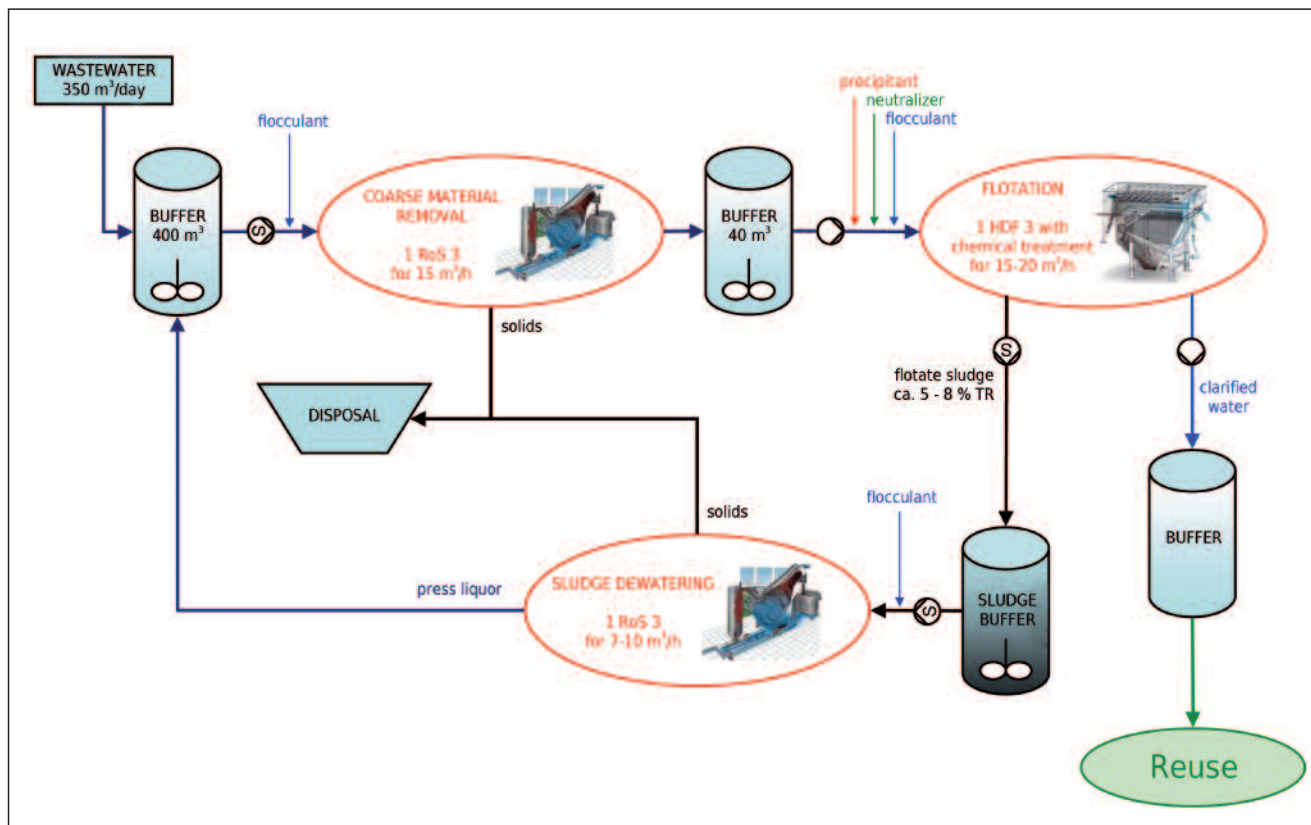 WASTEWATER
350 m³/day
flocculant
BUFFER
400 m³
S
COARSE MATERIAL
REMOVAL
1 RoS 3
for 15 m³/h
BUFFER
40 m³
precipitant
neutralizer
flocculant
FLOTATION
1 HDF 3 with
chemical treatment
for 15-20 m³/h
solids
DISPOSAL
S
flotate sludge
ca. 5 - 8 % TR
clarified
water
BUFFER
solids
flocculant
press liquor
SLUDGE DEWATERING
1 RoS 3
for 7-10 m³/h
S
SLUDGE
BUFFER
Reuse